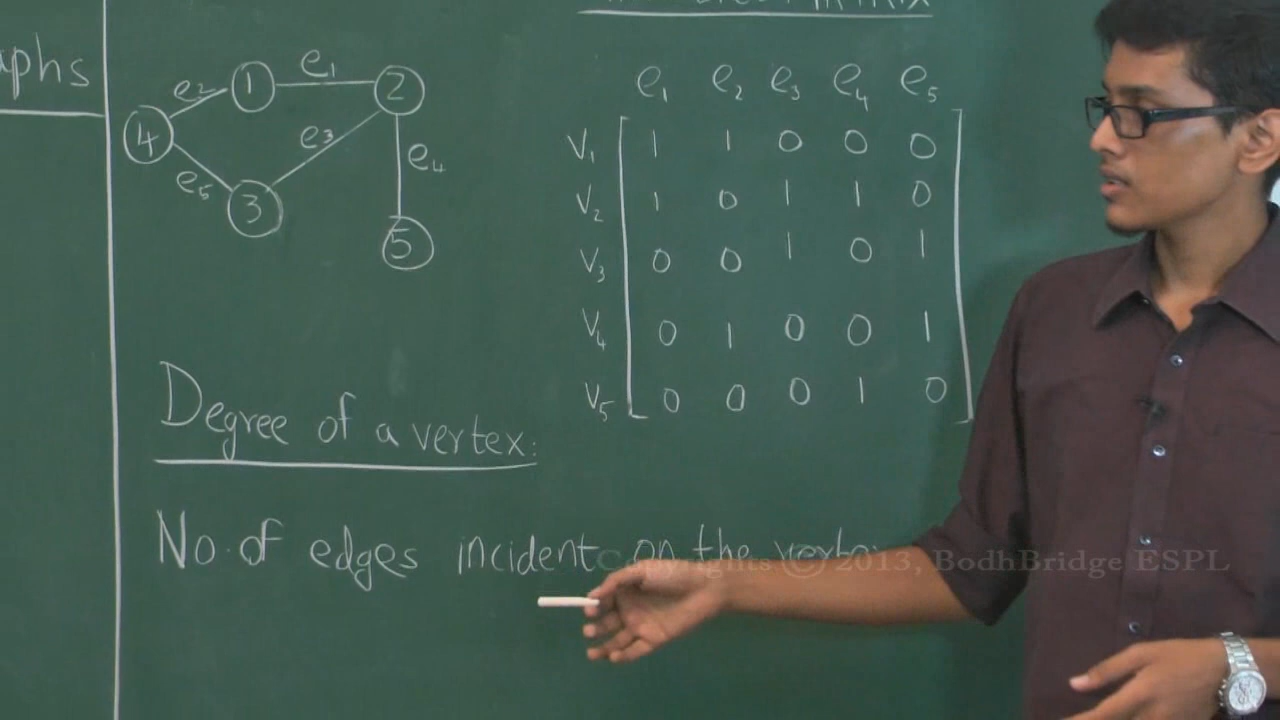 aphs
e1
e2
1
2
4
e3
e4
e5
3
5
MATRIX
e1 e2 e3 e4 e5
V1 1 1 0 0 0
V2 1 0 1 1 0
V3 0 0 1 0 1
V4 0 1 0 0 1
V5 0 0 0 1 0
Degree of a vertex:
No. of edges incident on the vertex
Copyrights © 2013, BodhBridge ESPL